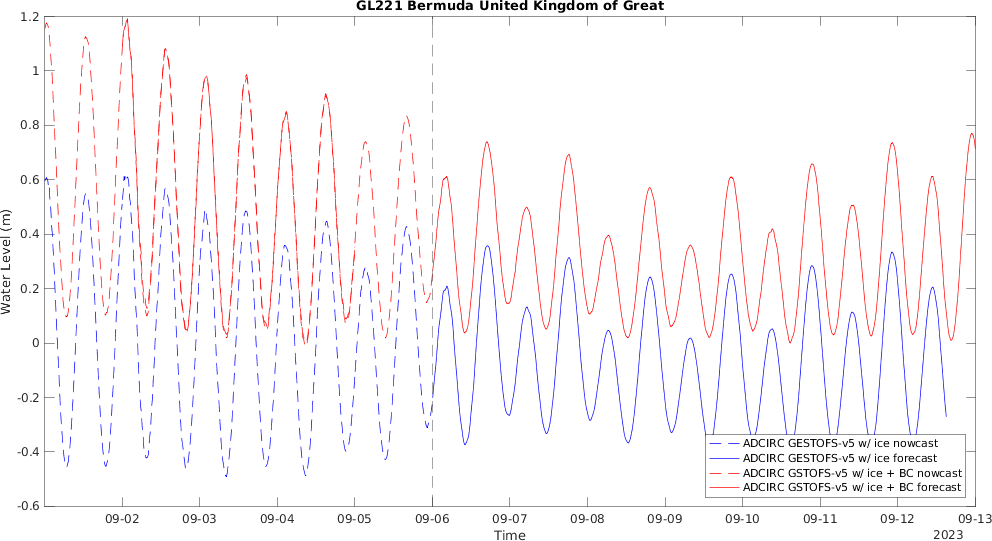 GL221 Bermuda United Kingdom of Great
1.2
1
0.8
0.6
0.4
0.2
0
-0.2
-0.4
-0.6
Water Level (m)
ADCIRC GESTOFS-v5 w/ ice nowcast
ADCIRC GESTOFS-v5 w/ ice forecast
ADCIRC GSTOFS-v5 w/ ice + BC nowcast
ADCIRC GSTOFS-v5 w/ ice + BC forecast
09-02 09-03 09-04 09-05 09-06 09-07 09-08 09-09 09-10 09-11 09-12 09-13
Time
2023